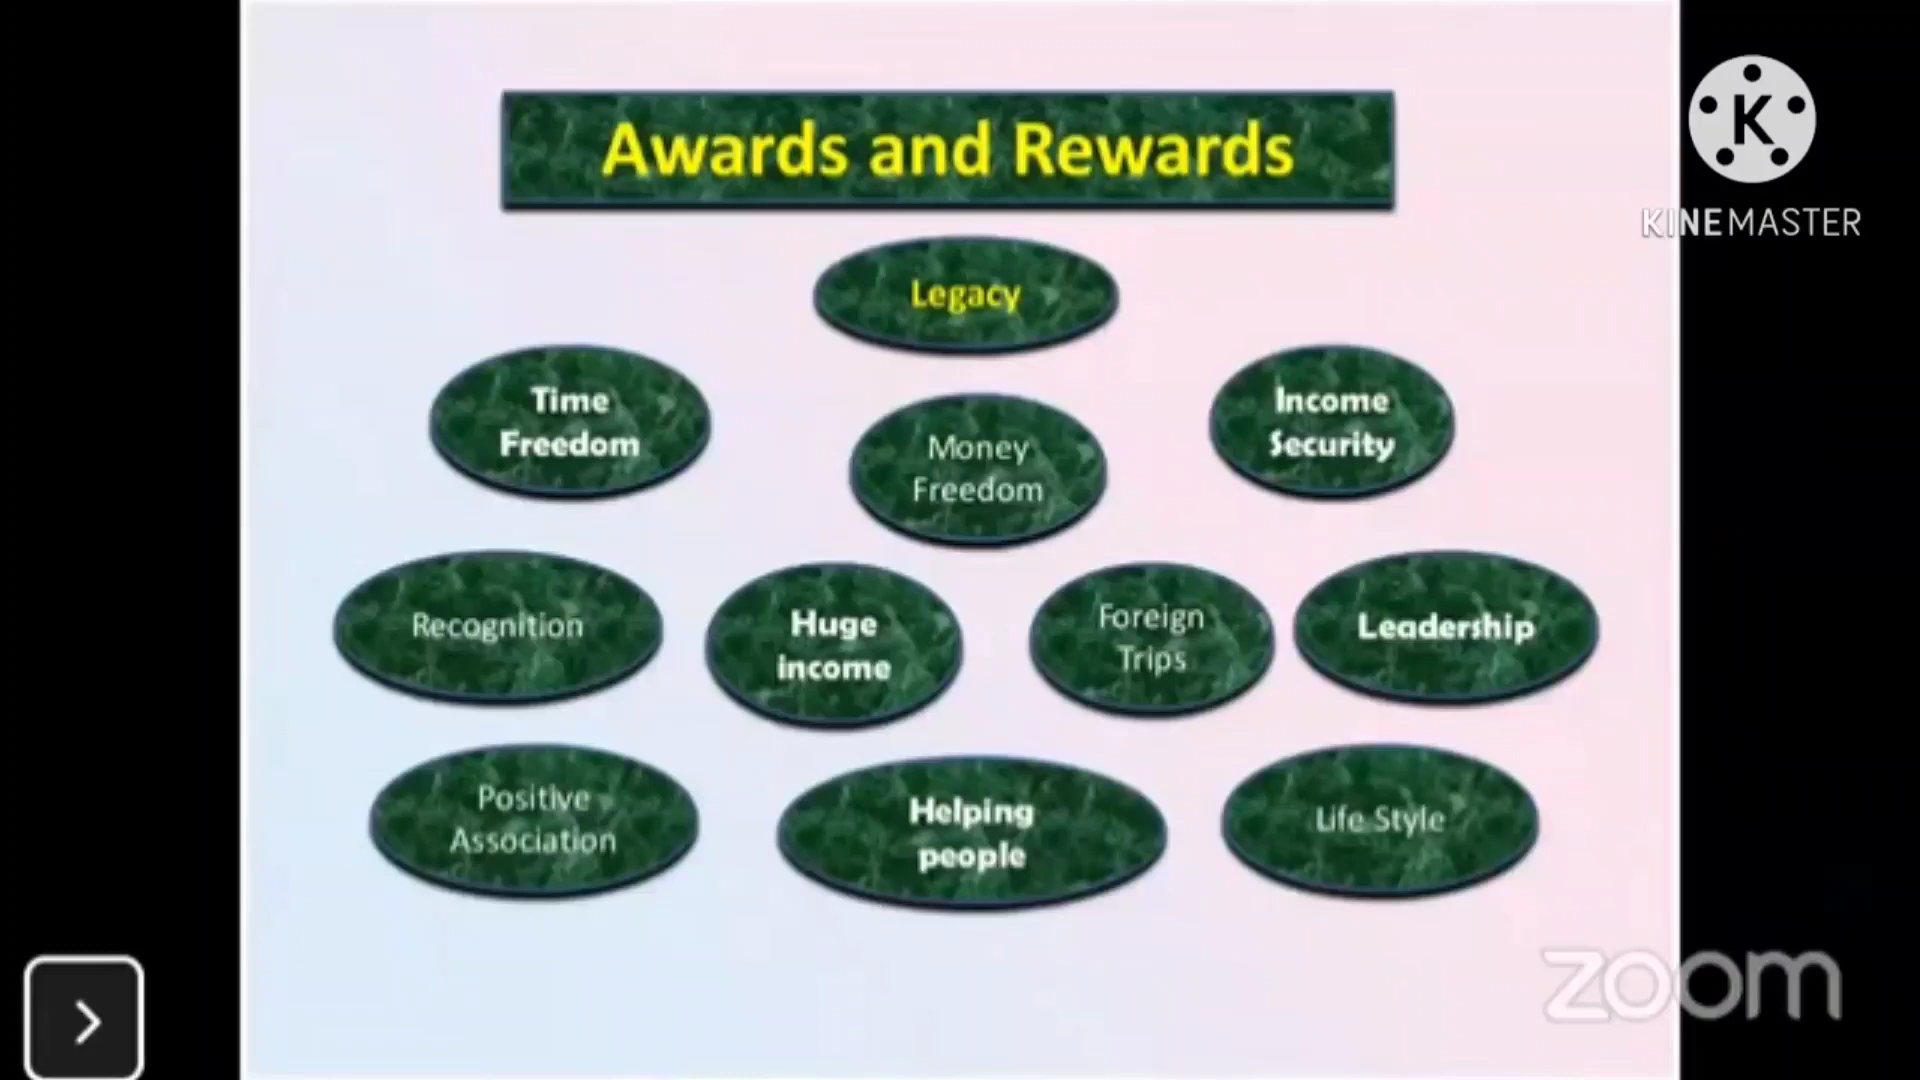 Awards and Rewards
K
KINEMASTER
Legacy
Time
Freedom
Money
Freedom
Income
Security
Recognition
Huge
income
Foreign
Trips
Leadership
Positive
Association
Helping
people
Life Style
zoom